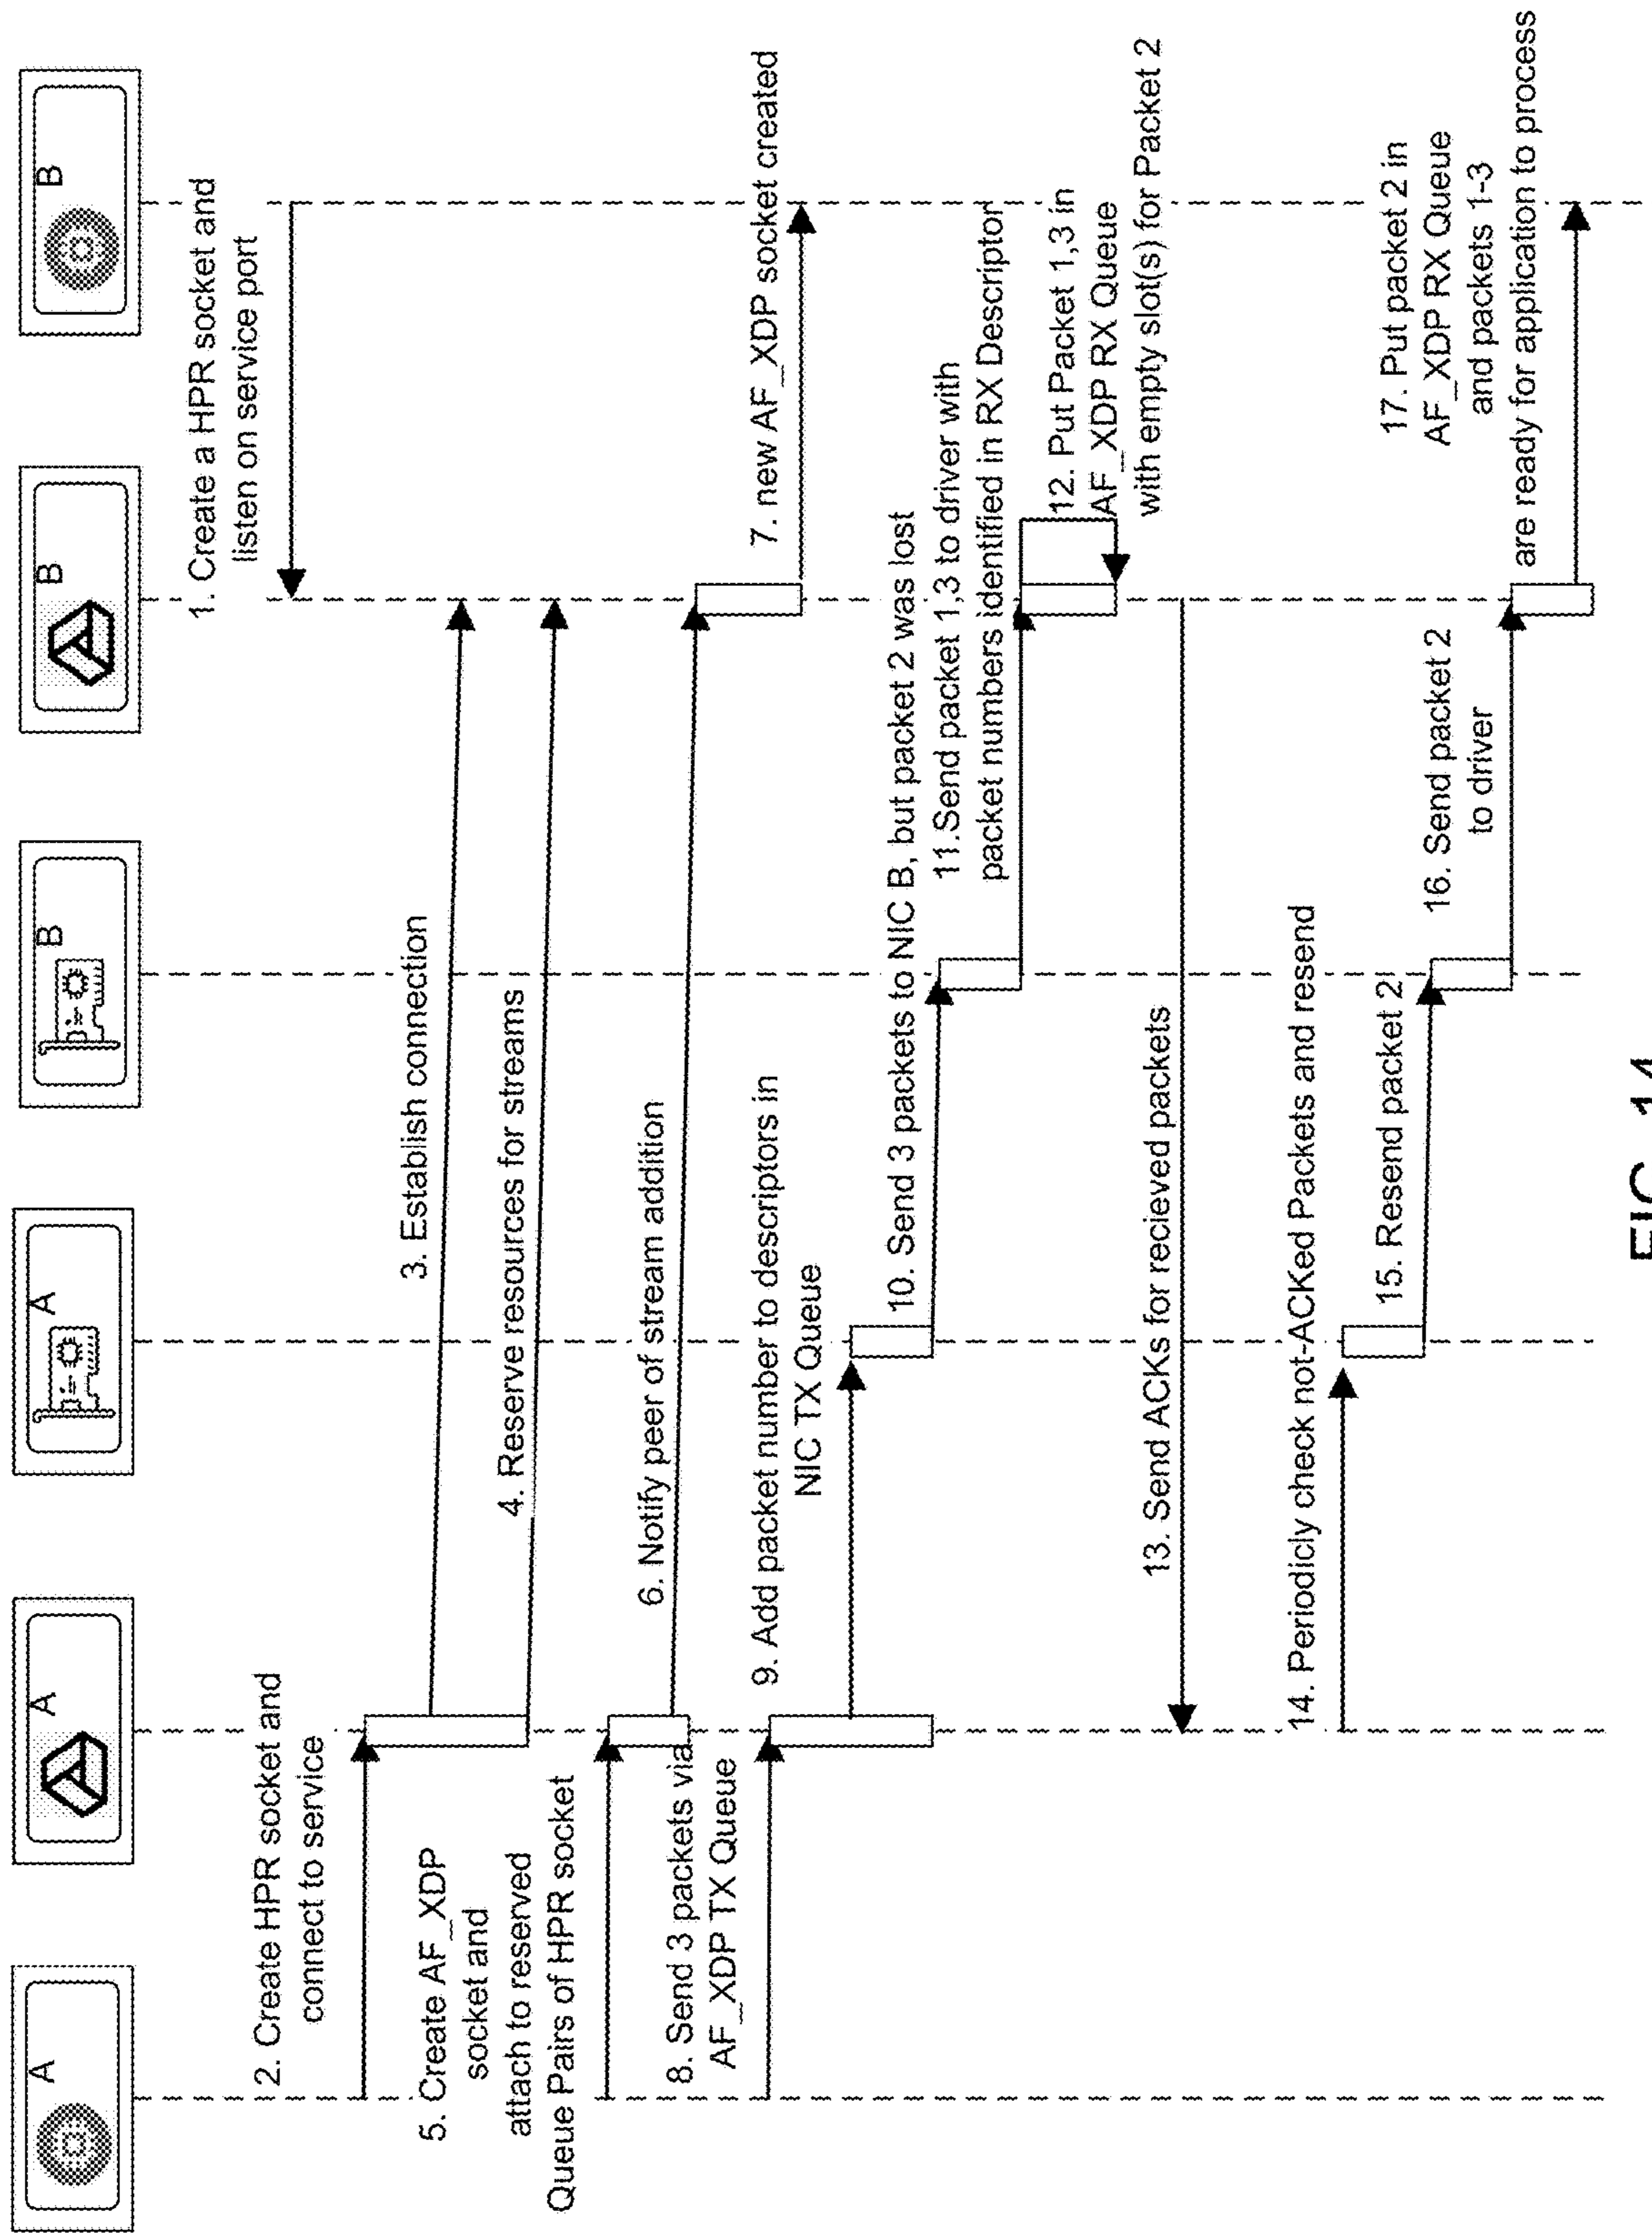 A
A
A
B
B
B
1. Create a HPR socket and
listen on service port
2. Create HPR socket and
connect to service
3. Establish connection
4. Reserve resources for streams
5. Create AF_XDP
socket and
attach to reserved
Queue Pairs of HPR socket
6. Notify peer of stream addition
7. new AF_XDP socket created
8. Send 3 packets via
AF_XDP TX Queue
9. Add packet number to descriptors in
NIC TX Queue
10. Send 3 packets to NIC B, but packet 2 was lost
11.Send packet 1,3 to driver with
packet numbers identified in RX Descriptor
12. Put Packet 1,3 in
AF_XDP RX Queue
with empty slot(s) for Packet 2
13. Send ACKs for recieved packets
14. Periodicly check not-ACKed Packets and resend
15. Resend packet 2
16. Send packet 2
to driver
17. Put packet 2 in
AF_XDP RX Queue
and packets 1-3
are ready for application to process
FIG. 14